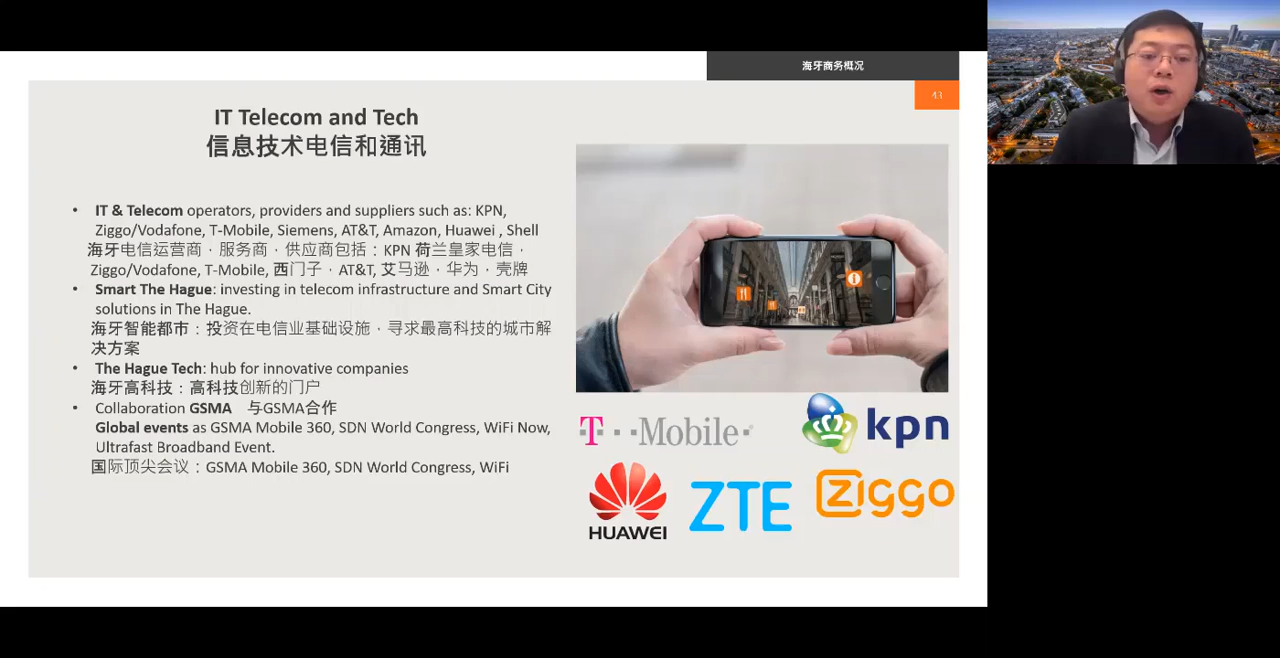 海牙商务概况
43
IT Telecom and Tech
信息技术电信和通讯
• IT & Telecom operators, providers and suppliers such as: KPN,
Ziggo/Vodafone, T-Mobile, Siemens, AT&T, Amazon, Huawei , Shell
海牙电信运营商，服务商，供应商包括：KPN 荷兰皇家电信，
Ziggo/Vodafone, T-Mobile, 西门子，AT&T, 艾马逊，华为，壳牌
• Smart The Hague: investing in telecom infrastructure and Smart City
solutions in The Hague.
海牙智能都市：投资在电信业基础设施，寻求最高科技的城市解
决方案
• The Hague Tech: hub for innovative companies
海牙高科技：高科技创新的门户
• Collaboration GSMA 与GSMA合作
Global events as GSMA Mobile 360, SDN World Congress, WiFi Now,
Ultrafast Broadband Event.
国际顶尖会议：GSMA Mobile 360, SDN World Congress, WiFi
T··Mobile·
kpn
HUAWEI
ZTE
ziggo